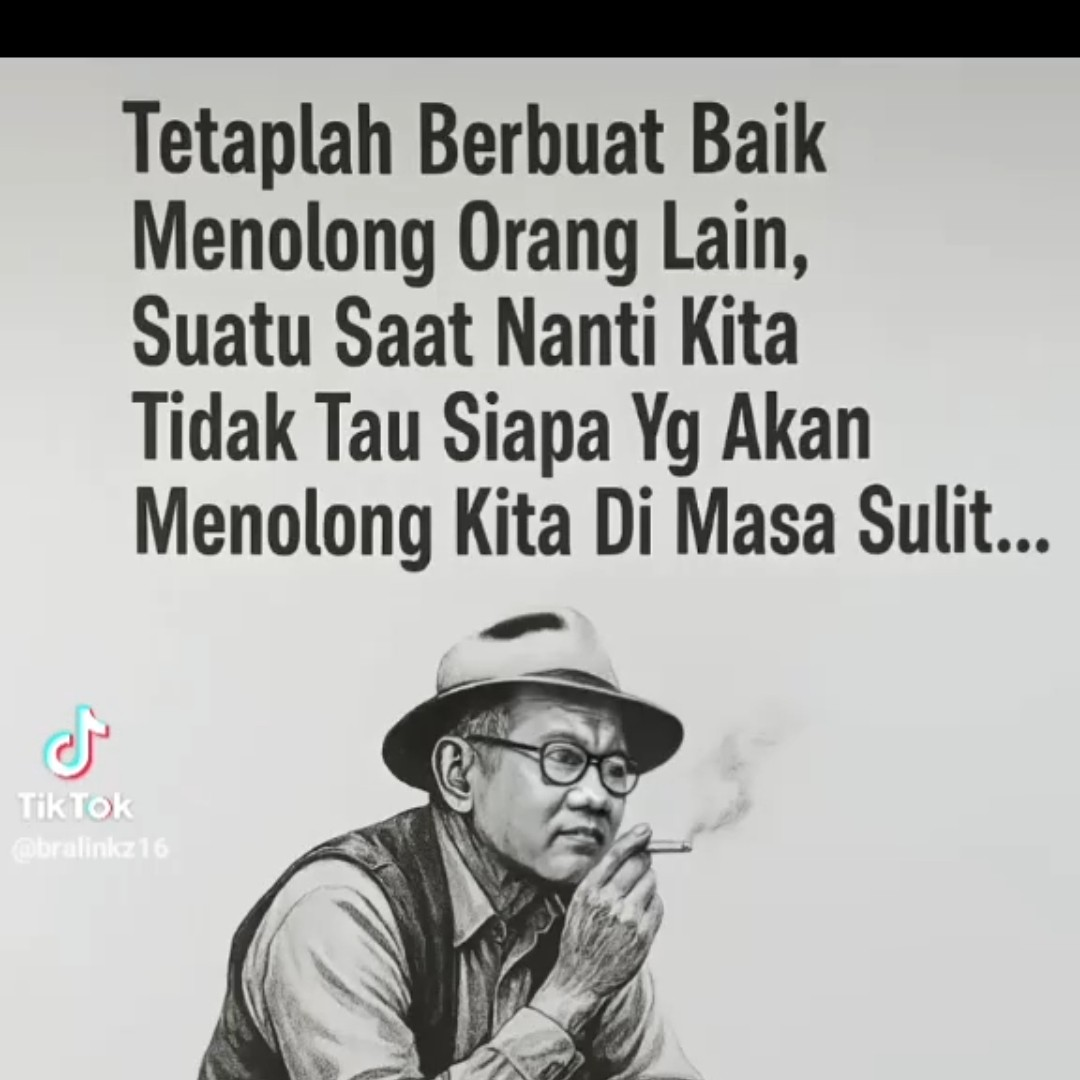 Tetaplah Berbuat Baik
Menolong Orang Lain,
Suatu Saat Nanti Kita
Tidak Tau Siapa Yg Akan
Menolong Kita Di Masa Sulit...
TikTok
@bralinkz16